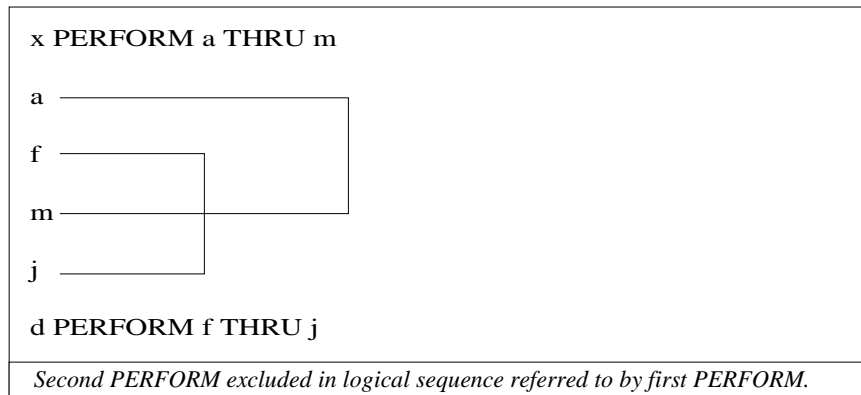 x PERFORM a THRU m
a
f
m
j
d PERFORM f THRU j
Second PERFORM excluded in logical sequence referred to by first PERFORM.